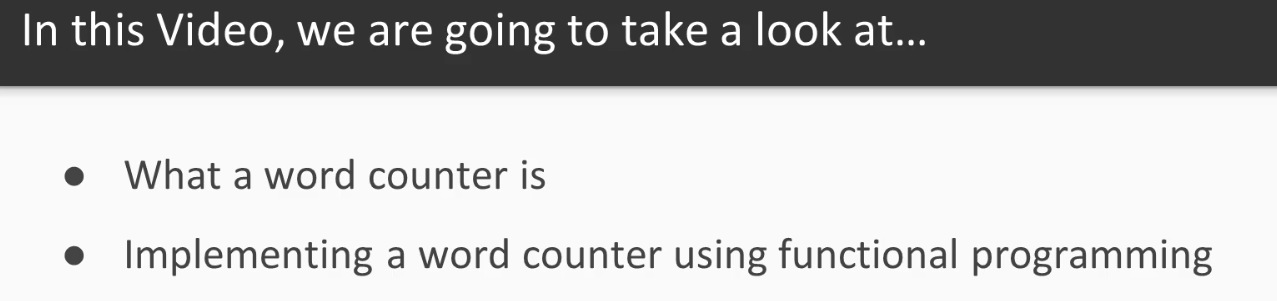 In this Video, we are going to take a look at...
● What a word counter is
● Implementing a word counter using functional programming